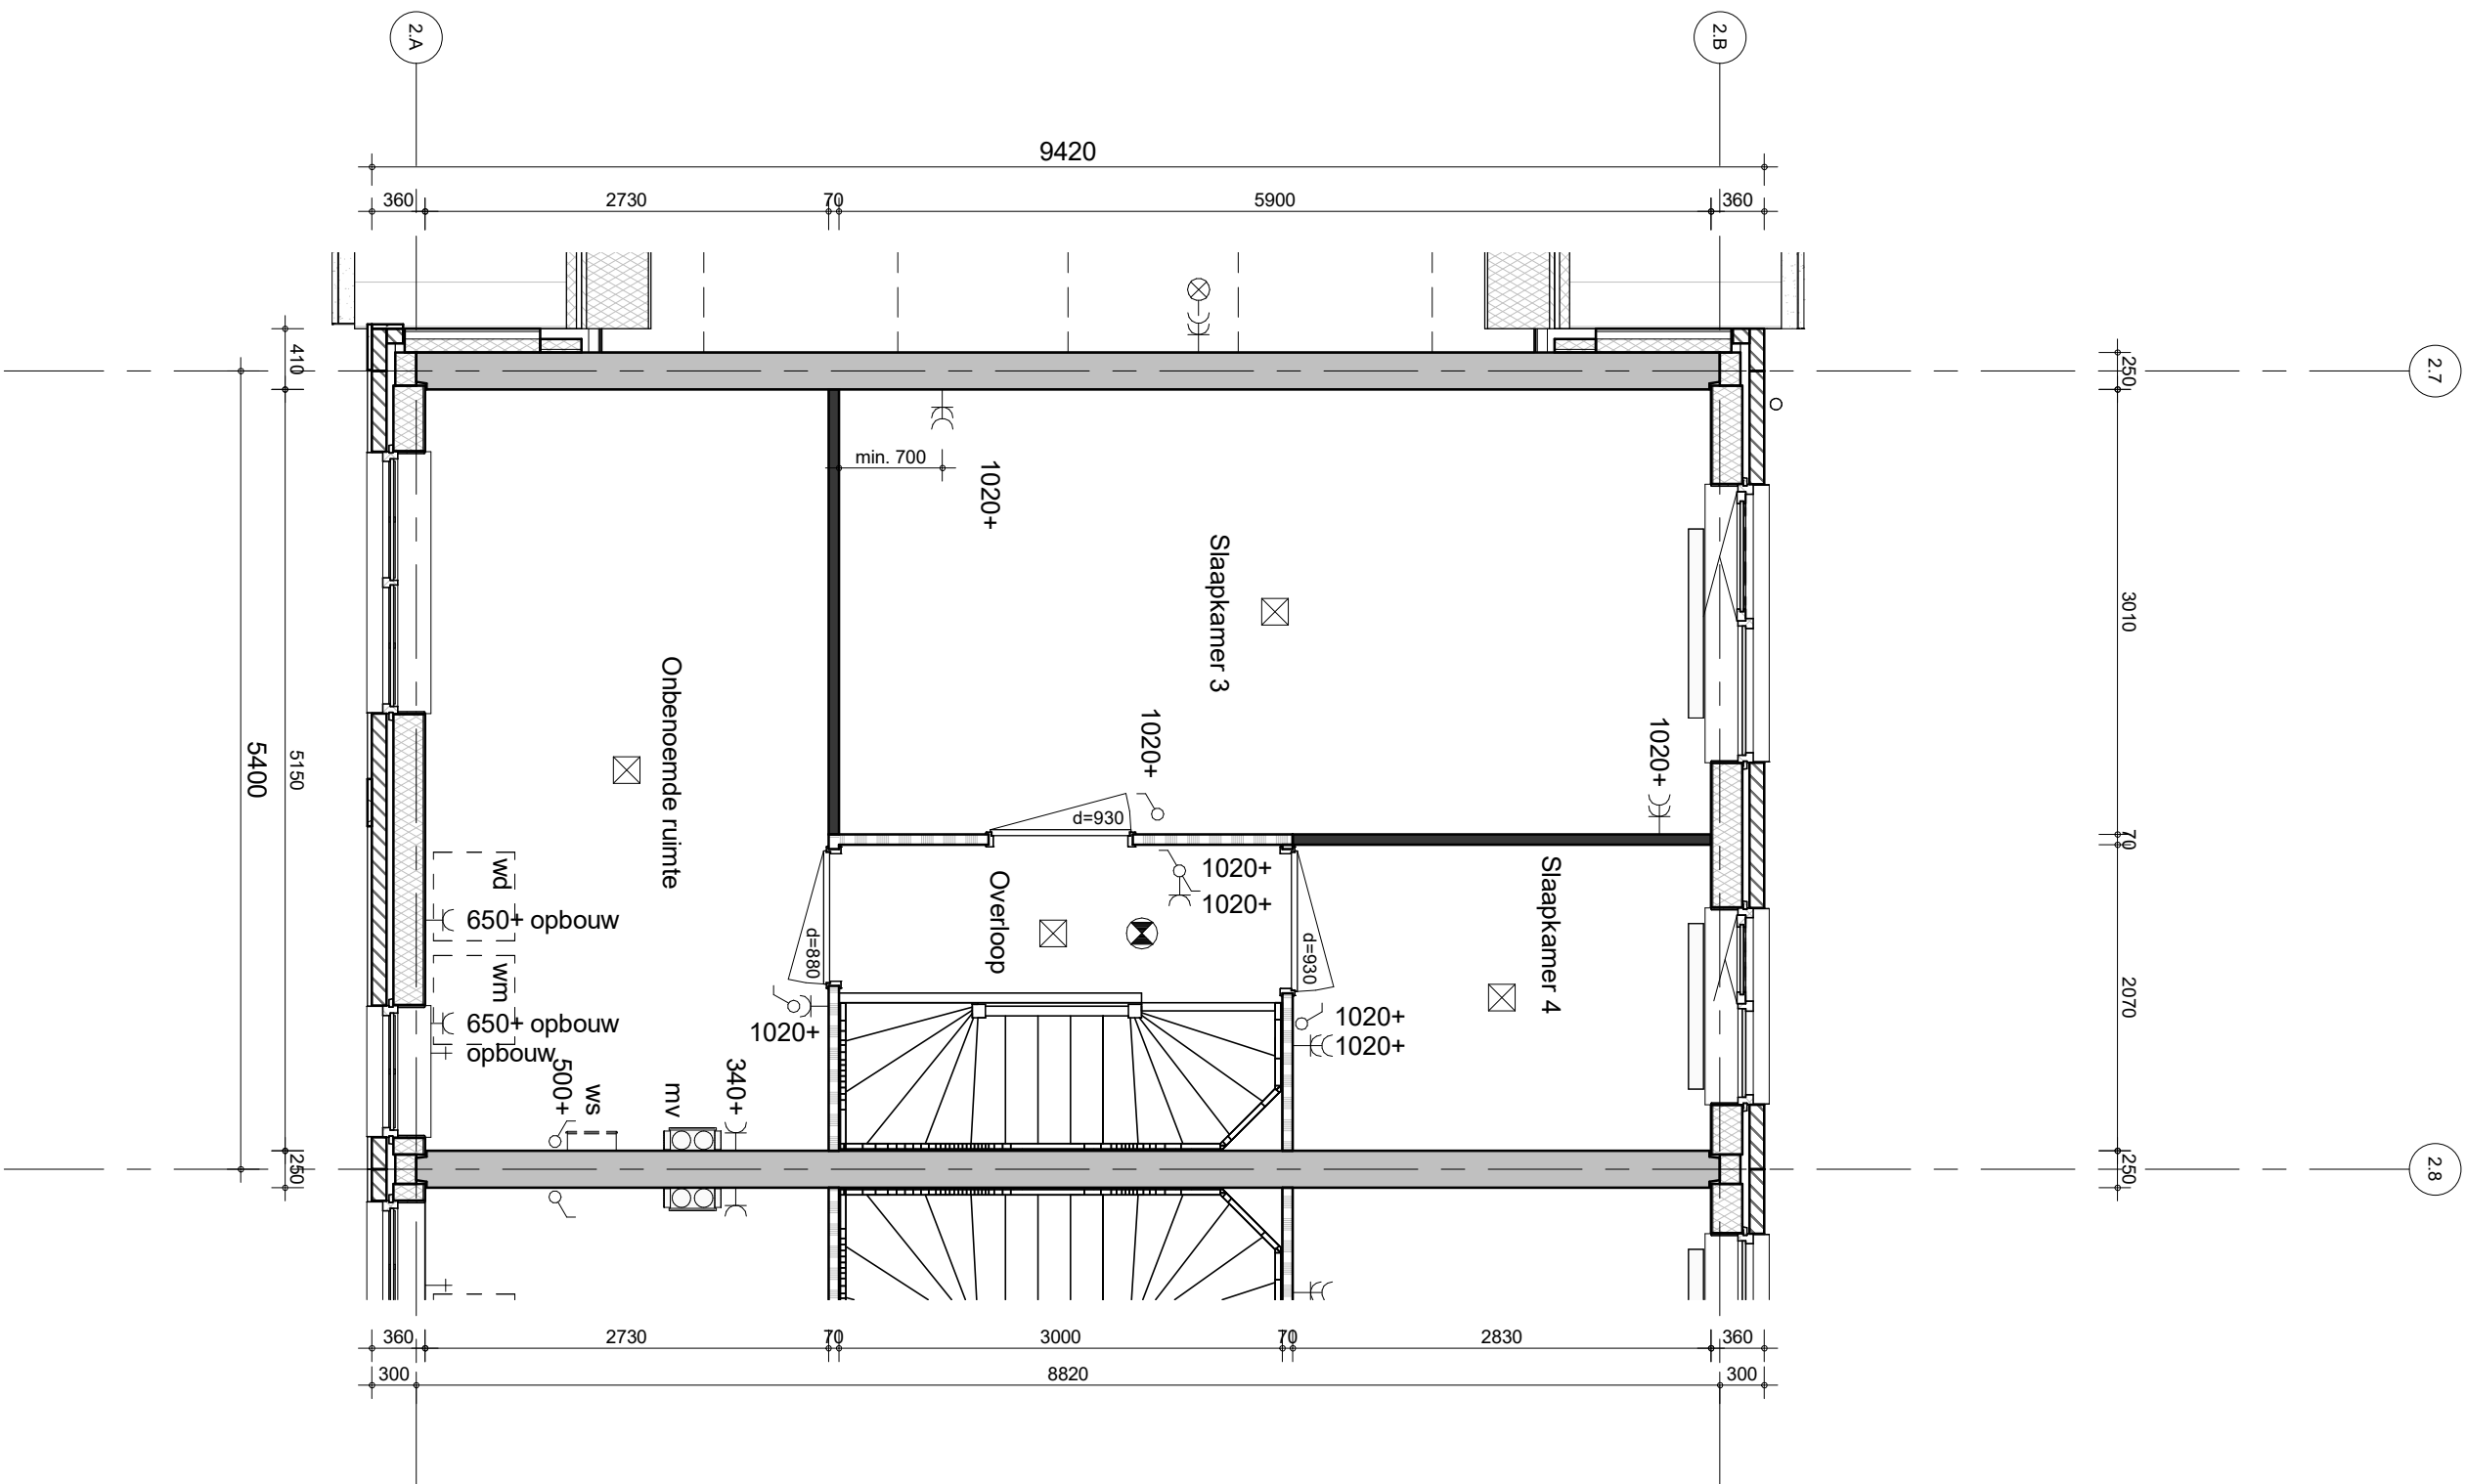 2.A
2.B
9420
360
2730
70
5900
360
410
250
2.7
min. 700
1020+
Slaapkamer 3
3010
Onbenoemde ruimte
1020+
1020+
5150
5400
d=930
70
wd
650+ opbouw
Overloop
1020+
1020+
Slaapkamer 4
d=880
d=930
wm
650+ opbouw
opbouw
1020+
1020+
1020+
2070
500+
ws
mv
340+
250
250
2.8
360
2730
70
3000
70
2830
360
300
8820
300